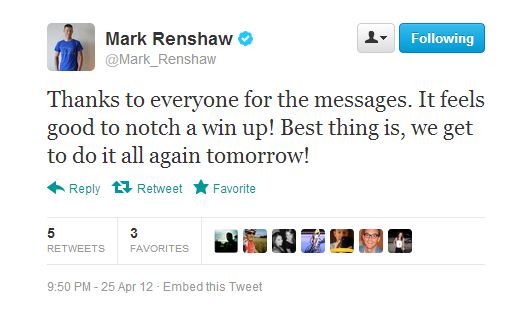 Mark Renshaw
@Mark_Renshaw
Following
Thanks to everyone for the messages. It feels
good to notch a win up! Best thing is, we get
to do it all again tomorrow!
Reply Retweet Favorite
5 3
RETWEETS FAVORITES
9:50 PM - 25 Apr 12 · Embed this Tweet